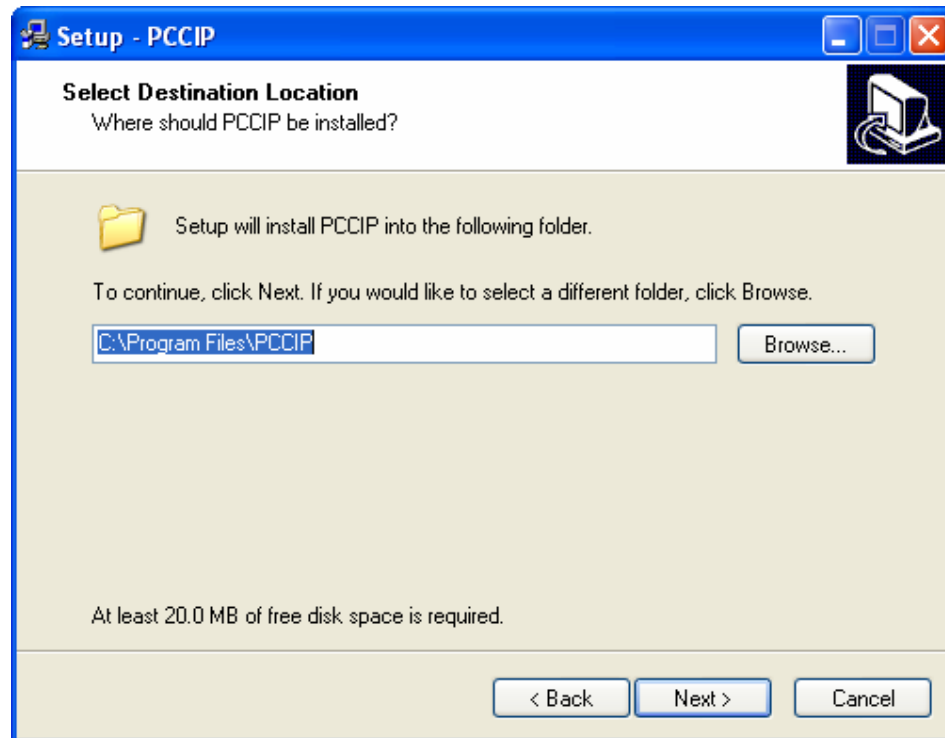 Setup - PCCIP
Select Destination Location
Where should PCCIP be installed?
Setup will install PCCIP into the following folder.
To continue, click Next. If you would like to select a different folder, click Browse.
C:\Program Files\PCCIP
Browse...
At least 20.0 MB of free disk space is required.
< Back
Next >
Cancel